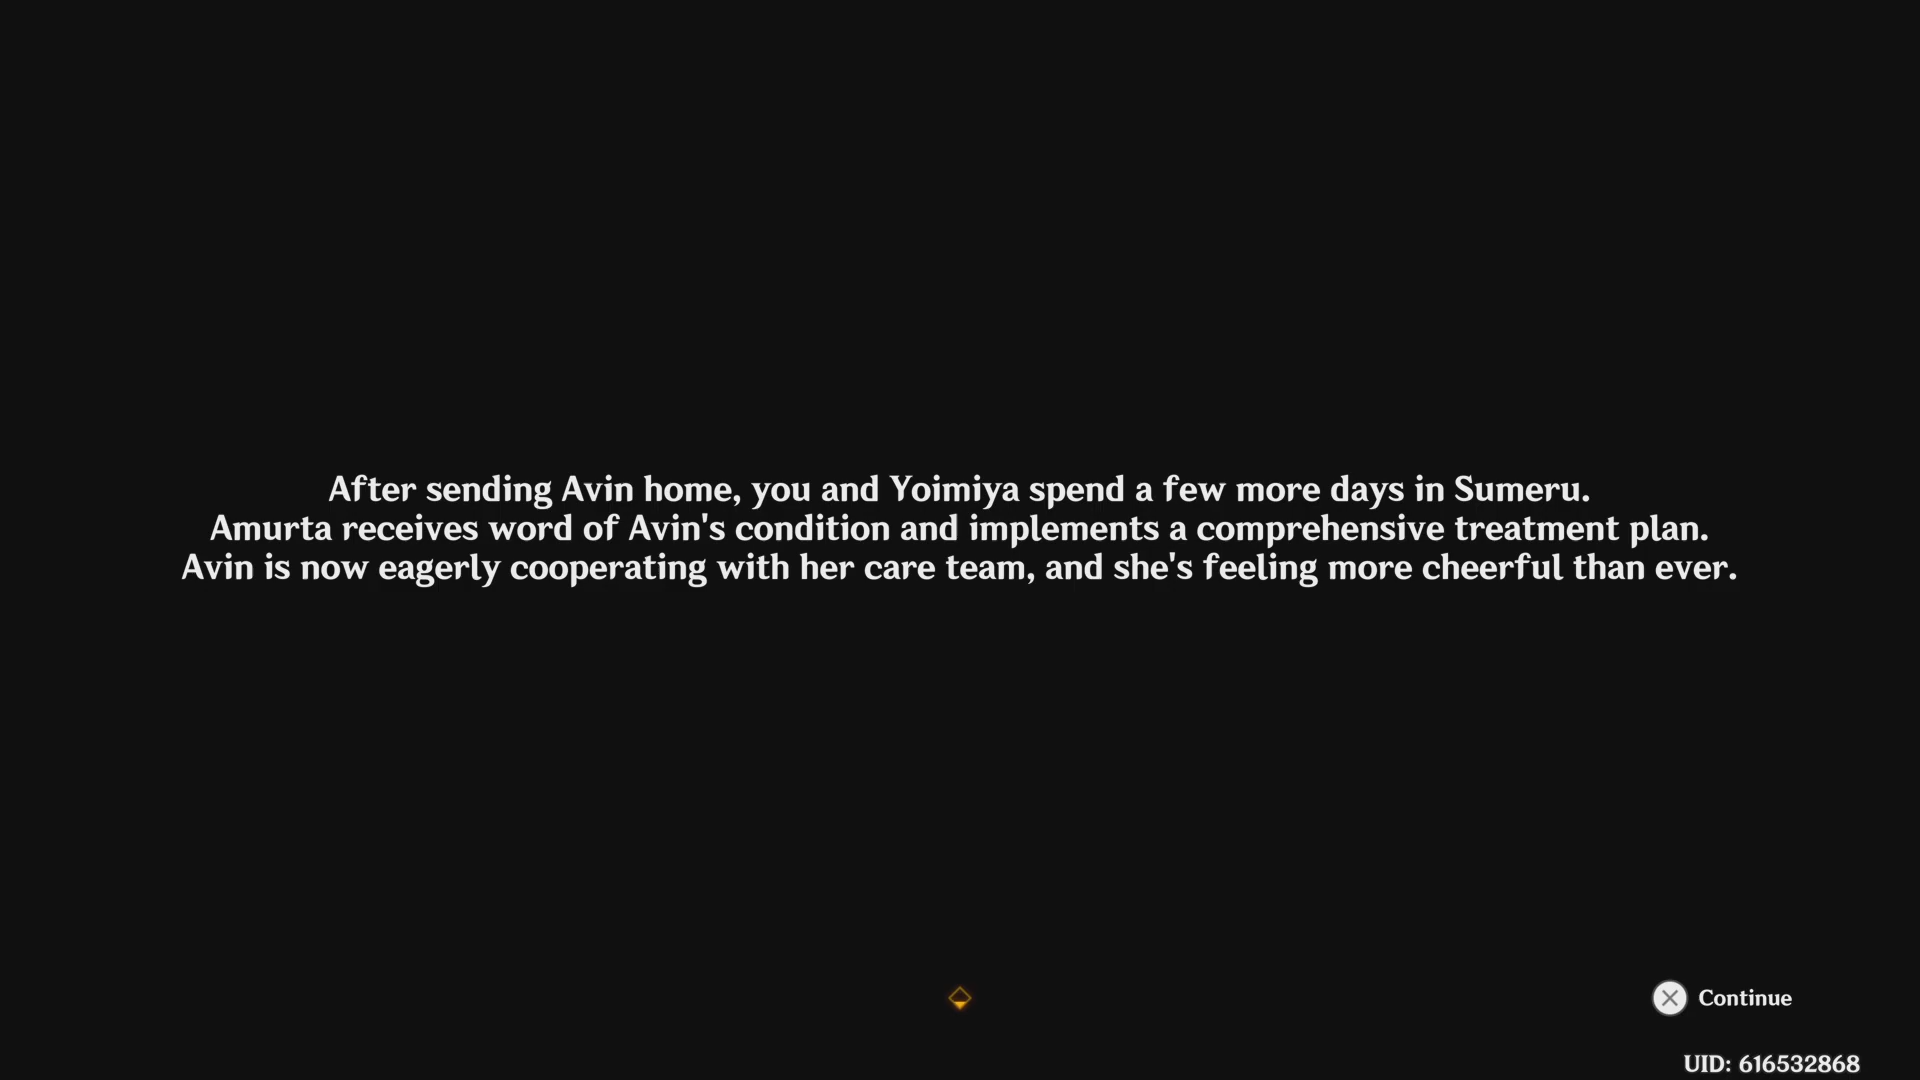 After sending Avin home, you and Yoimiya spend a few more days in Sumeru.
Amurta receives word of Avin's condition and implements a comprehensive treatment plan.
Avin is now eagerly cooperating with her care team, and she's feeling more cheerful than ever.
Continue
UID: 616532868